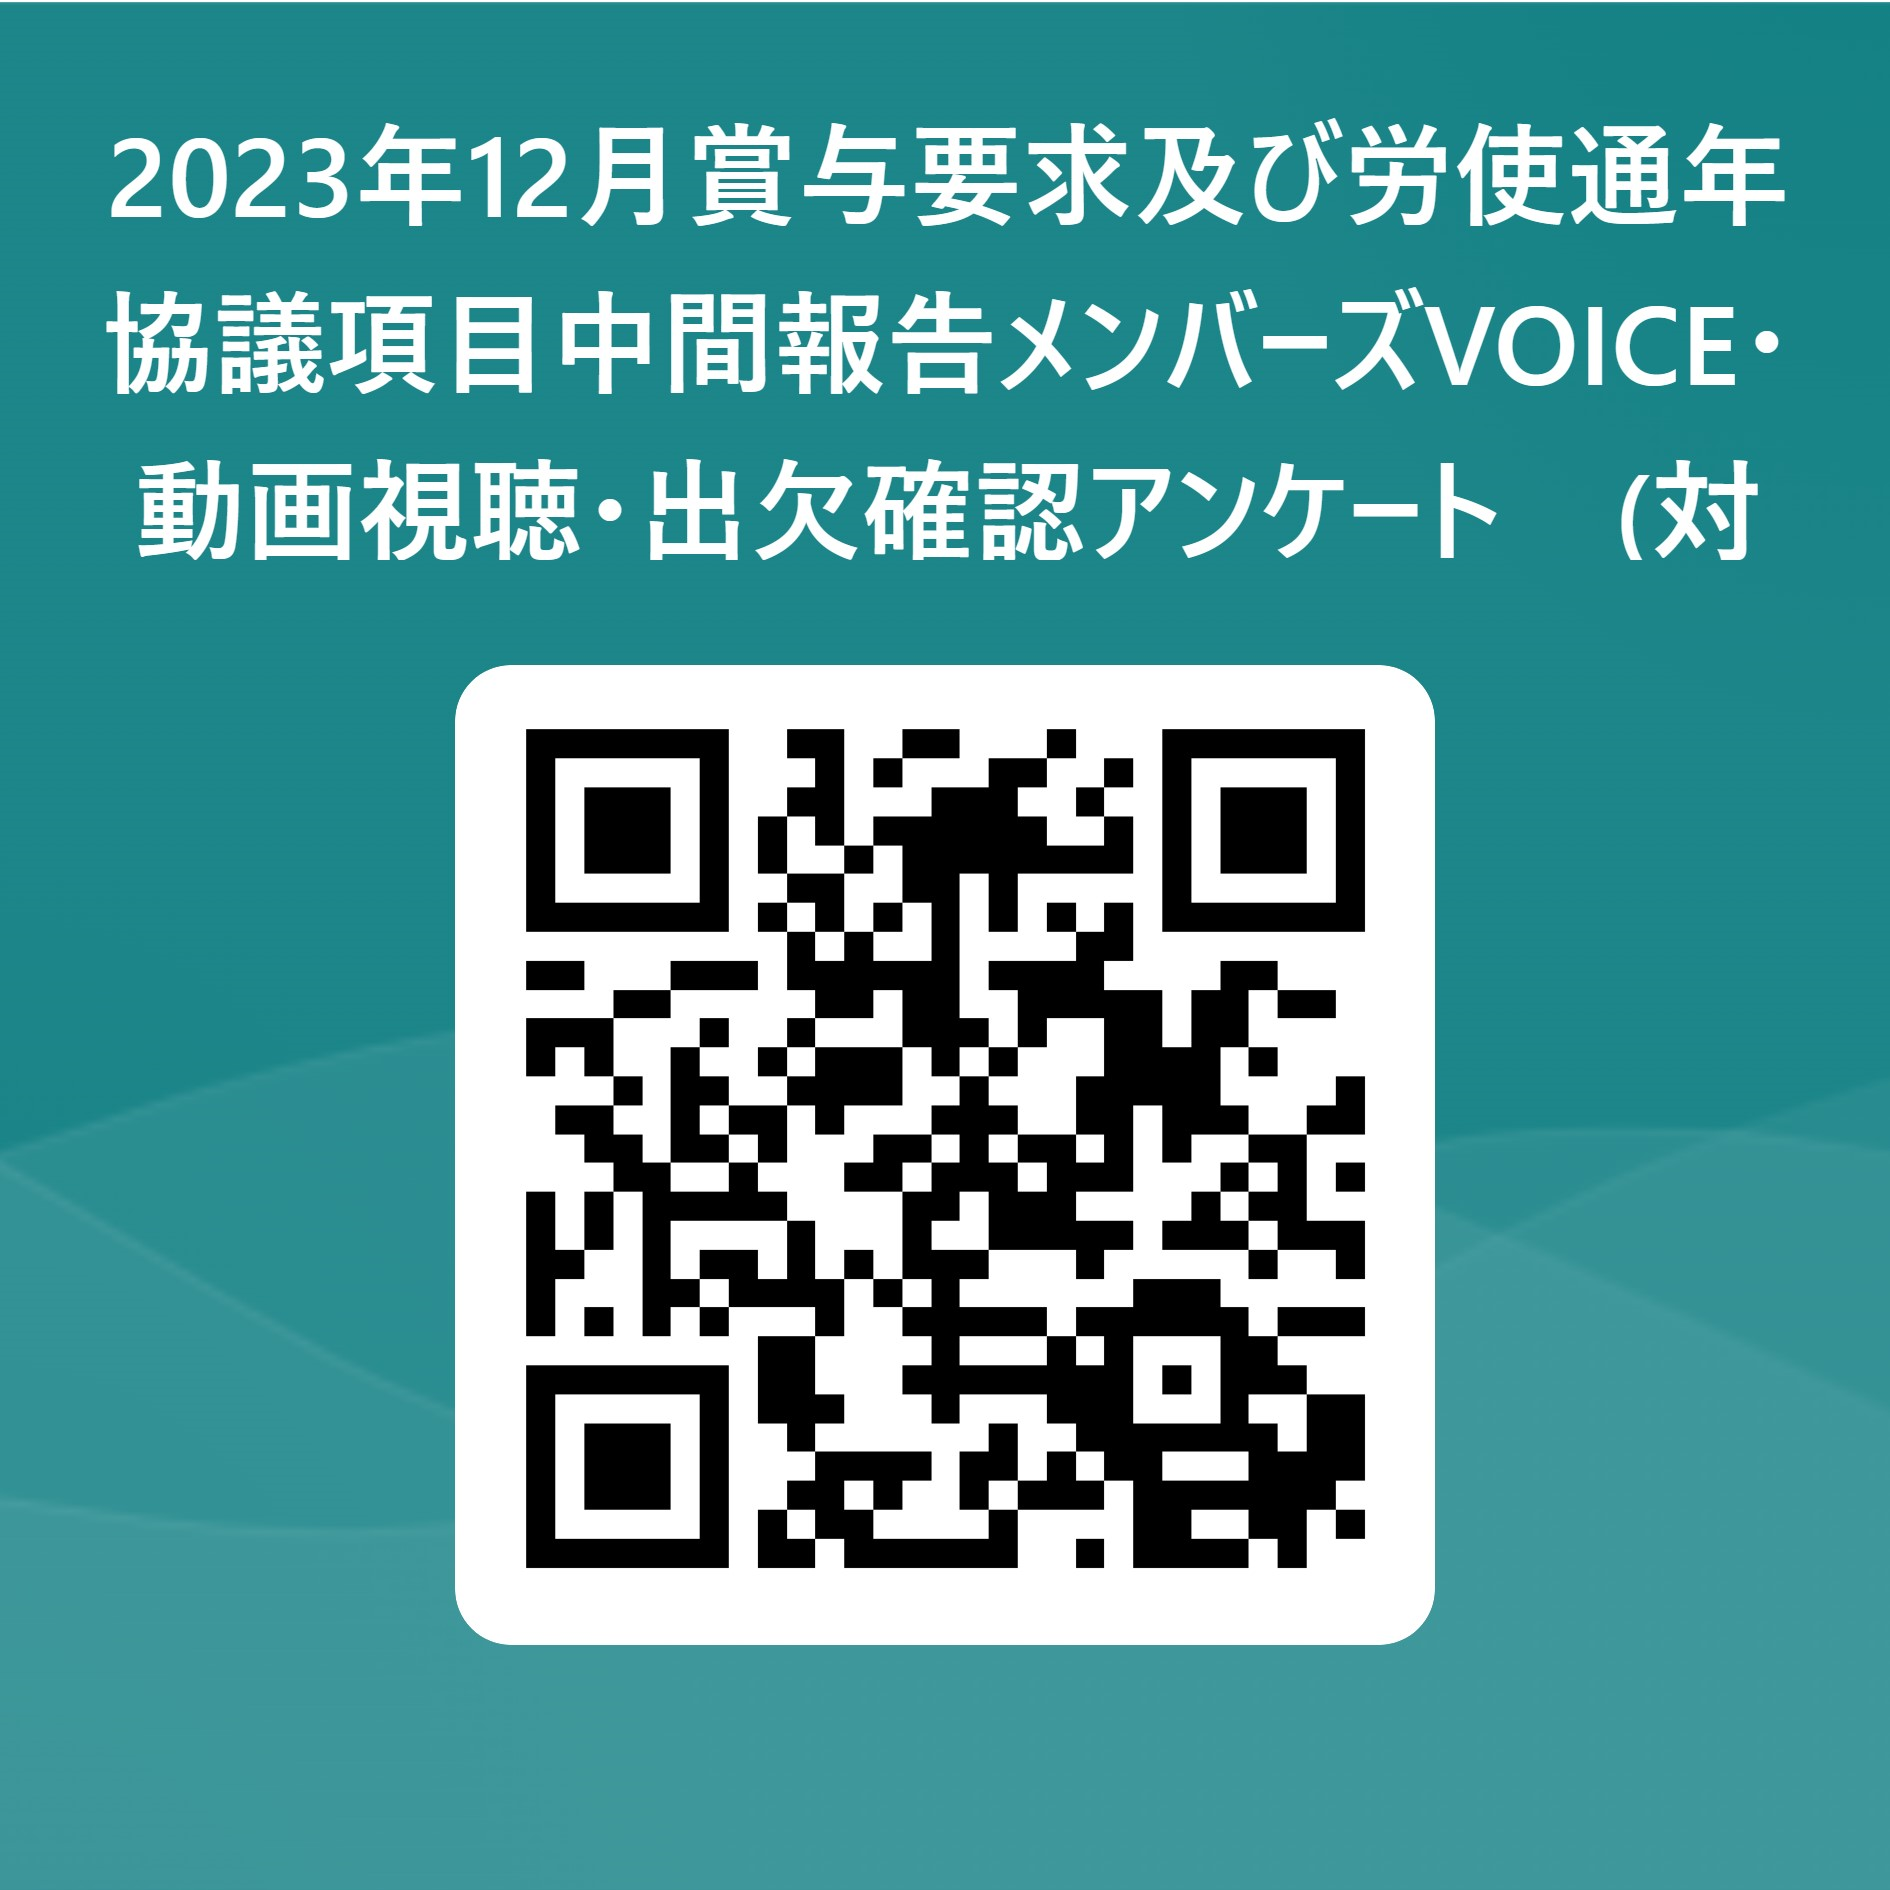 2023年12月賞与要求及び労使通年
協議項目中間報告メンバーズVOICE・
動画視聴・出欠確認アンケート　(対